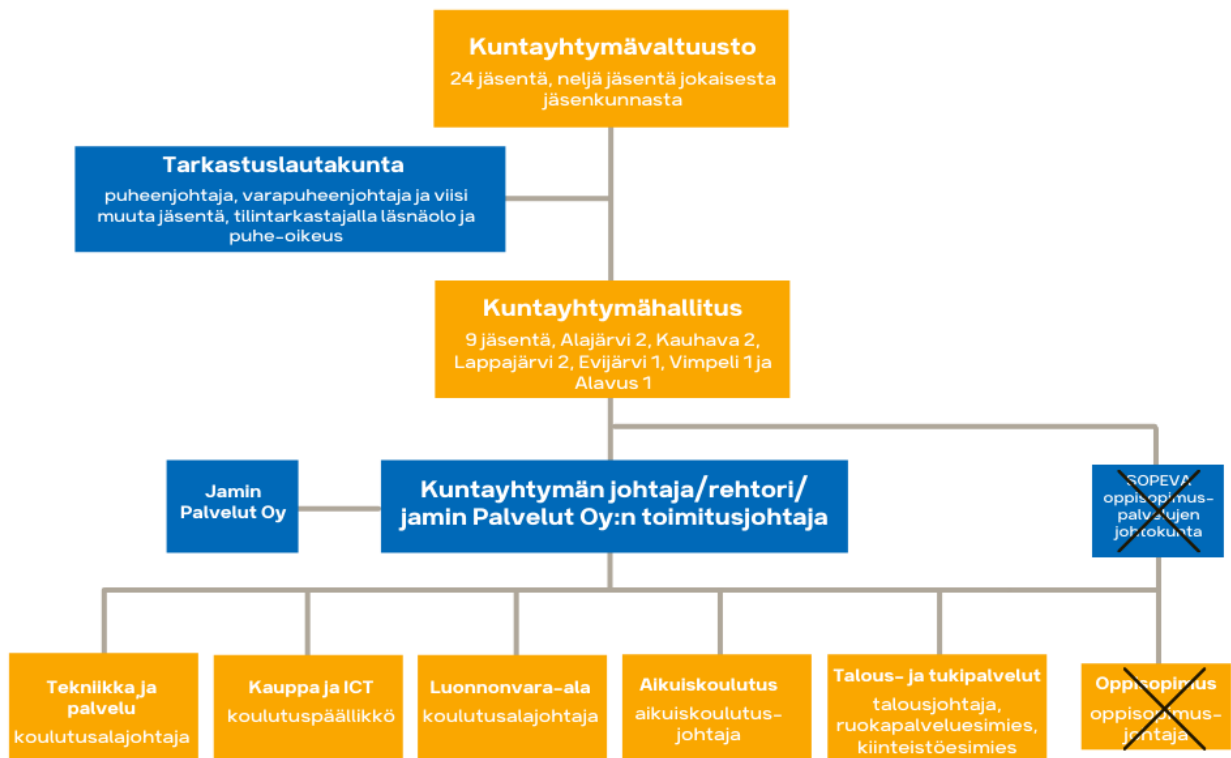 Kuntayhtymävaltuusto
24 jäsentä, neljä jäsentä jokaisesta
jäsenkunnasta
Tarkastuslautakunta
puheenjohtaja, varapuheenjohtaja ja viisi
muuta jäsentä, tilintarkastajalla läsnäolo ja
puhe-oikeus
Kuntayhtymähallitus
9 jäsentä, Alajärvi 2, Kauhava 2,
Lappajärvi 2, Evijärvi 1, Vimpeli 1 ja
Alavus 1
Jamin
Palvelut Oy
Kuntayhtymän johtaja/rehtori/
jamin Palvelut Oy:n toimitusjohtaja
SOPEVA
oppisopimus-
palvelujen
johtokunta
Tekniikka ja
palvelu
koulutusalajohtaja
Kauppa ja ICT
koulutuspäällikkö
Luonnonvara-ala
koulutusalajohtaja
Aikuiskoulutus
aikuiskoulutus-
johtaja
Talous- ja tukipalvelut
talousjohtaja,
ruokapalveluesimies,
kiinteistöesimies
Oppisopimus
oppisopimus-
johtaja